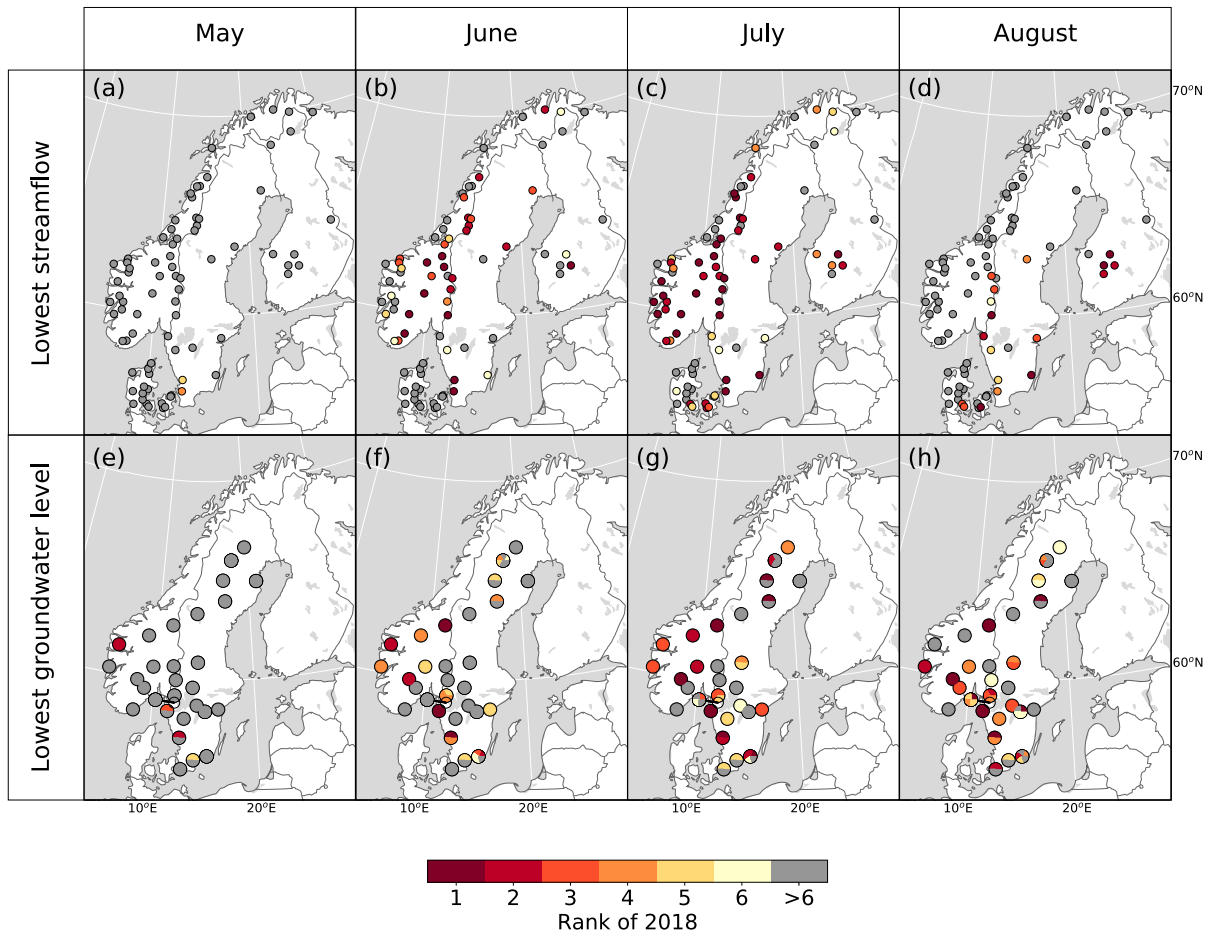 May
June
July
August
Lowest streamflow
(a)
(b)
(c)
(d)
70°N
60°N
Lowest groundwater level
(e)
(f)
(g)
(h)
70°N
60°N
10°E
20°E
10°E
20°E
10°E
20°E
10°E
20°E
1
2
3
4
5
6
>6
Rank of 2018